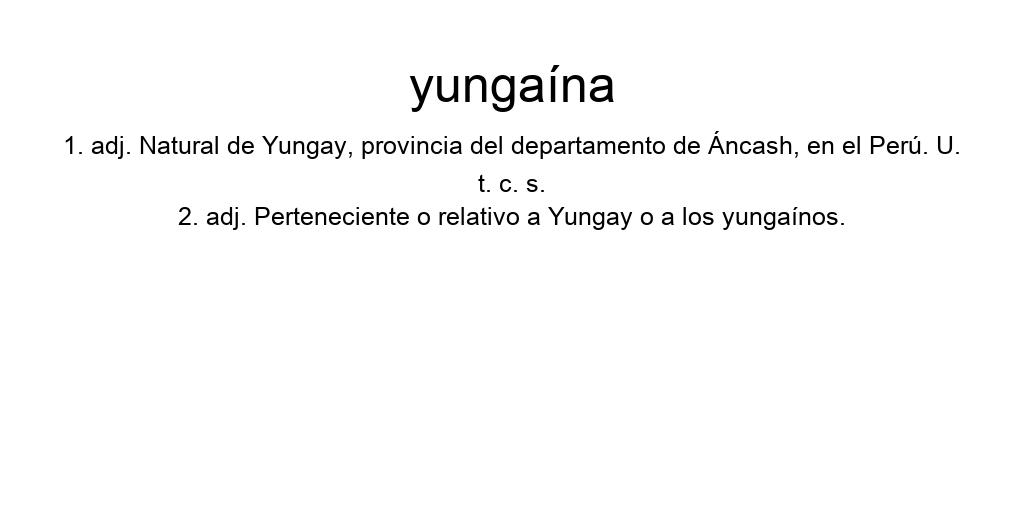 yungaína
1. adj. Natural de Yungay, provincia del departamento de Áncash, en el Perú. U.
t. c. s.
2. adj. Perteneciente o relativo a Yungay o a los yungaínos.